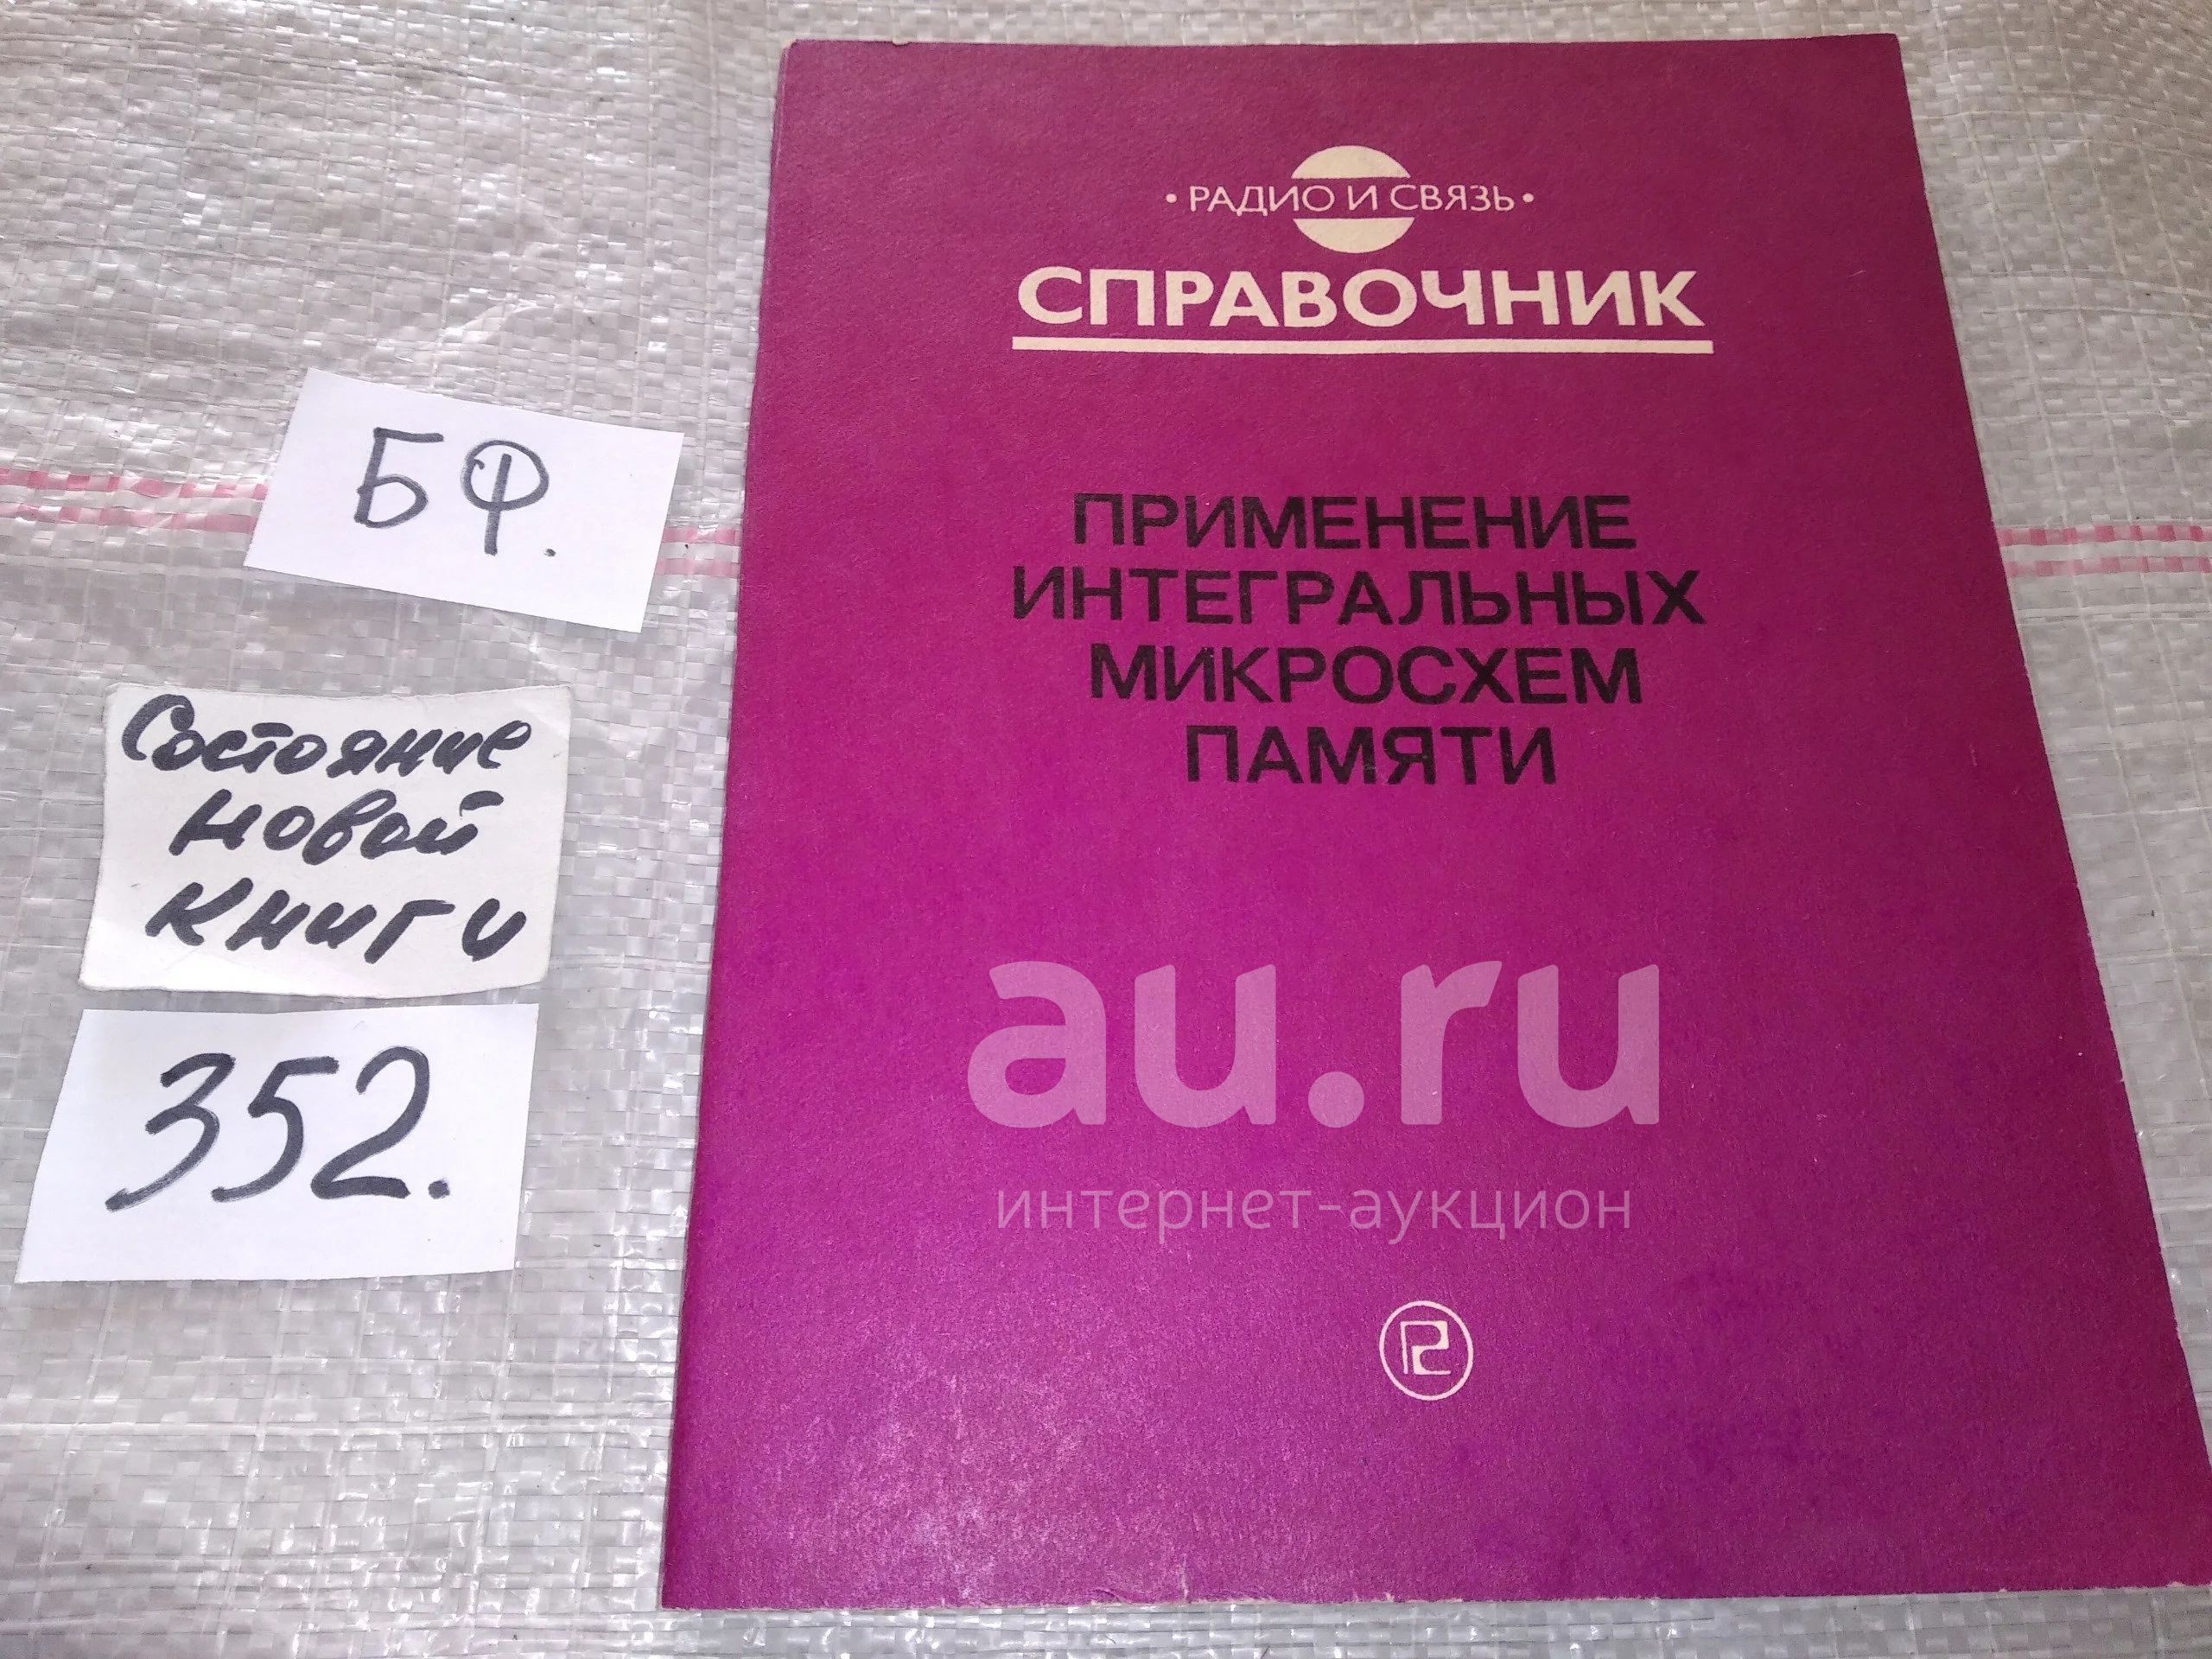 • РАДИО И СВЯЗЬ •
СПРАВОЧНИК
ПРИМЕНЕНИЕ
ИНТЕГРАЛЬНЫХ
МИКРОСХЕМ
ПАМЯТИ
au.ru
интернет-аукцион
БФ.
Состояние
новой
книги
352.